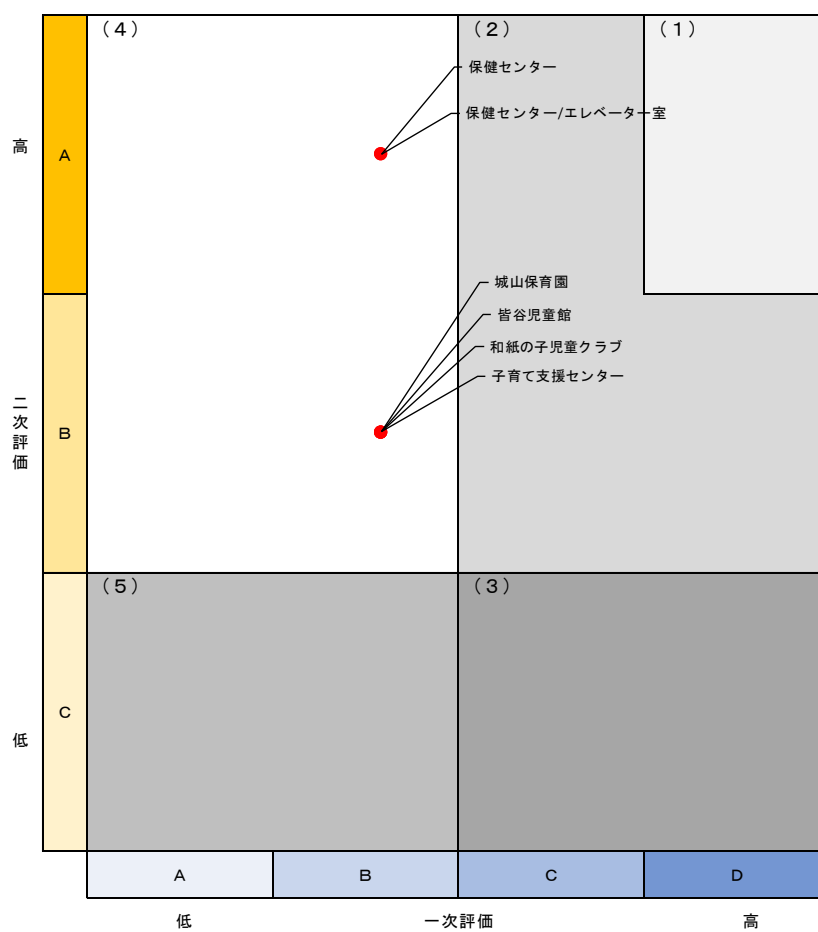 （４）
（２）
（１）
保健センター
保健センター/エレベーター室
高
A
城山保育園
皆谷児童館
和紙の子児童クラブ
子育て支援センター
二次評価
B
（５）
（３）
C
低
A
B
C
D
低
一次評価
高